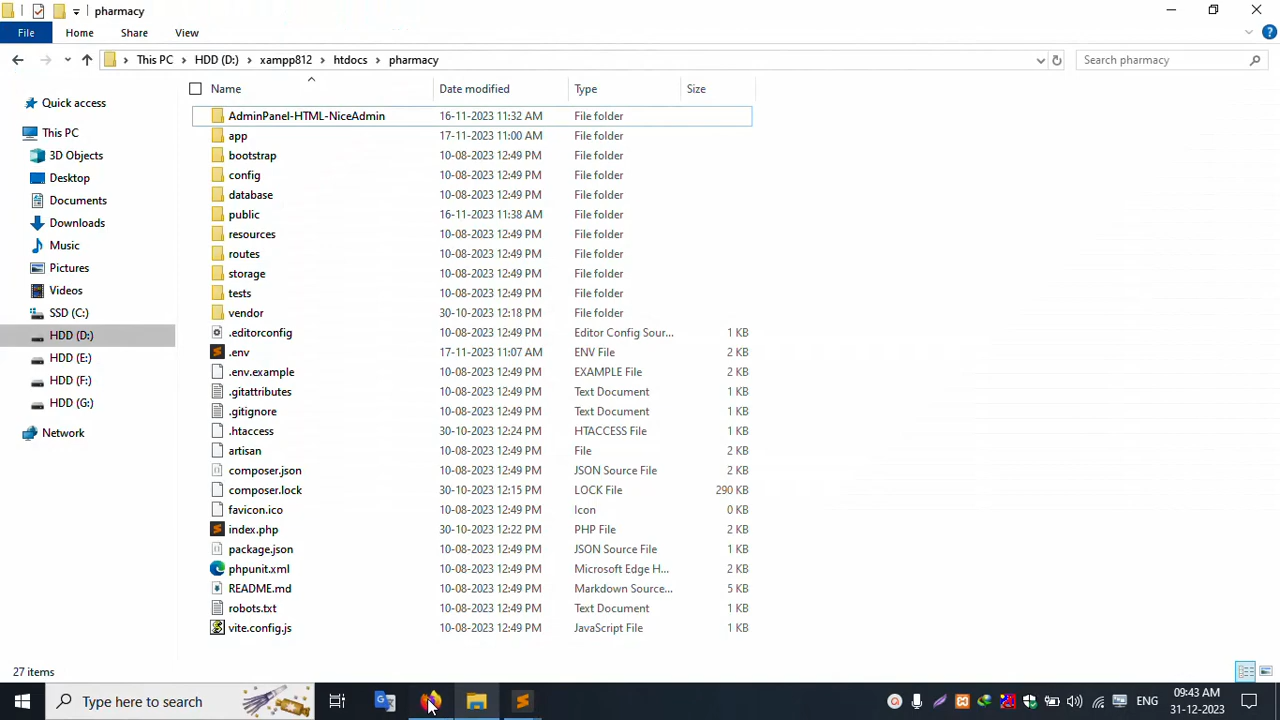 pharmacy
File Home Share View
This PC HDD (D:) xampp812 htdocs pharmacy Search pharmacy
Name Date modified Type Size
Quick access
This PC
3D Objects
Desktop
Documents
Downloads
Music
Pictures
Videos
SSD (C:)
HDD (D:)
HDD (E:)
HDD (F:)
HDD (G:)
Network
AdminPanel-HTML-NiceAdmin 16-11-2023 11:32 AM File folder
app 17-11-2023 11:00 AM File folder
bootstrap 10-08-2023 12:49 PM File folder
config 10-08-2023 12:49 PM File folder
database 10-08-2023 12:49 PM File folder
public 16-11-2023 11:38 AM File folder
resources 10-08-2023 12:49 PM File folder
routes 10-08-2023 12:49 PM File folder
storage 10-08-2023 12:49 PM File folder
tests 10-08-2023 12:49 PM File folder
vendor 30-10-2023 12:18 PM File folder
.editorconfig 10-08-2023 12:49 PM Editor Config Sour... 1 KB
.env 17-11-2023 11:07 AM ENV File 2 KB
.env.example 10-08-2023 12:49 PM EXAMPLE File 2 KB
.gitattributes 10-08-2023 12:49 PM Text Document 1 KB
.gitignore 10-08-2023 12:49 PM Text Document 1 KB
.htaccess 30-10-2023 12:24 PM HTACCESS File 1 KB
artisan 10-08-2023 12:49 PM File 2 KB
composer.json 10-08-2023 12:49 PM JSON Source File 2 KB
composer.lock 30-10-2023 12:15 PM LOCK File 290 KB
favicon.ico 10-08-2023 12:49 PM Icon 0 KB
index.php 30-10-2023 12:22 PM PHP File 2 KB
package.json 10-08-2023 12:49 PM JSON Source File 1 KB
phpunit.xml 10-08-2023 12:49 PM Microsoft Edge H... 2 KB
README.md 10-08-2023 12:49 PM Markdown Source... 5 KB
robots.txt 10-08-2023 12:49 PM Text Document 1 KB
vite.config.js 10-08-2023 12:49 PM JavaScript File 1 KB
27 items
Type here to search
ENG
09:43 AM
31-12-2023